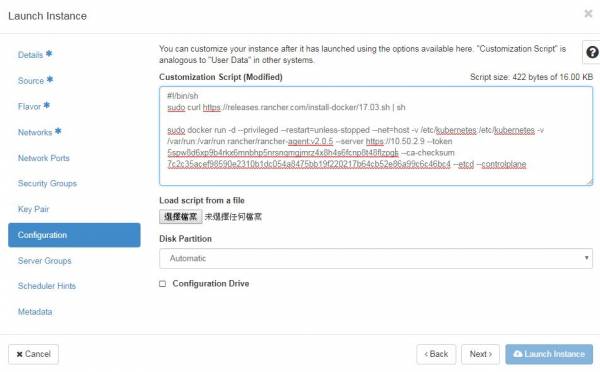 Launch Instance
Details *
Source *
Flavor *
Networks *
Network Ports
Security Groups
Key Pair
Configuration
Server Groups
Scheduler Hints
Metadata
You can customize your instance after it has launched using the options available here. "Customization Script" is
analogous to "User Data" in other systems.
Customization Script (Modified)
Script size: 422 bytes of 16.00 KB
#!/bin/sh
sudo curl https://releases.rancher.com/install-docker/17.03.sh | sh
sudo docker run -d --privileged --restart=unless-stopped --net=host -v /etc/kubernetes:/etc/kubernetes -v
/var/run:/var/run rancher/rancher-agent:v2.0.5 --server https://10.50.2.9 --token
5spw8d6xp9b4rkx6mnbhp5nrsnqmgjmrz4x8h4s6fcnp8t48flzpgk --ca-checksum
7c2c35acef98590e2310b1dc054a8475bb19f220217b64cb52e86a99c6c46bc4 --etcd --controlplane
Load script from a file
選擇檔案 未選擇任何檔案
Disk Partition
Automatic
Configuration Drive
× Cancel
‹ Back
Next ›
Launch Instance